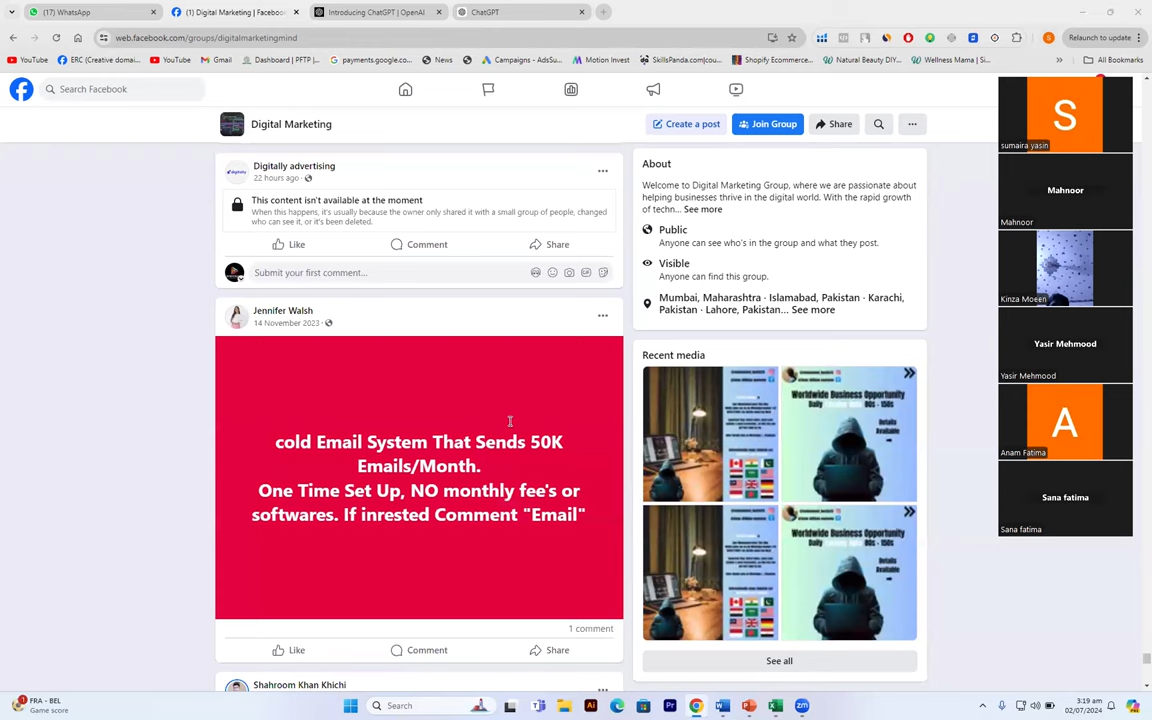 (17) WhatsApp
(1) Digital Marketing | Faceboo
Introducing ChatGPT | OpenAI
ChatGPT
web.facebook.com/groups/digitalmarketingmind
Relaunch to update
YouTube
ERC (Creative domai...
YouTube
Gmail
Dashboard | PFTP |...
payments.google.co...
News
Campaigns - AdsSu...
Motion Invest
SkillsPanda.com|cou...
Shopify Ecommerce...
Natural Beauty DIY...
Wellness Mama | Si...
All Bookmarks
Search Facebook
Digital Marketing
Create a post
Join Group
Share
Digitally advertising
22 hours ago
This content isn't available at the moment
When this happens, it's usually because the owner only shared it with a small group of people, changed
who can see it, or it's been deleted.
Like
Comment
Share
Submit your first comment...
Jennifer Walsh
14 November 2023
cold Email System That Sends 50K
Emails/Month.
One Time Set Up, NO monthly fee's or
softwares. If inrested Comment "Email"
1 comment
Like
Comment
Share
Shahroom Khan Khichi
About
Welcome to Digital Marketing Group, where we are passionate about
helping businesses thrive in the digital world. With the rapid growth
of techn... See more
Public
Anyone can see who's in the group and what they post.
Visible
Anyone can find this group.
Mumbai, Maharashtra · Islamabad, Pakistan · Karachi,
Pakistan · Lahore, Pakistan... See more
Recent media
Worldwide Business Opportunity
Details
Available
Worldwide Business Opportunity
Details
Available
See all
S
sumaira yasin
Mahnoor
Mahnoor
Kinza Moeen
Yasir Mehmood
Yasir Mehmood
A
Anam Fatima
Sana fatima
Sana fatima
FRA - BEL
Game score
Search
3:19 am
02/07/2024